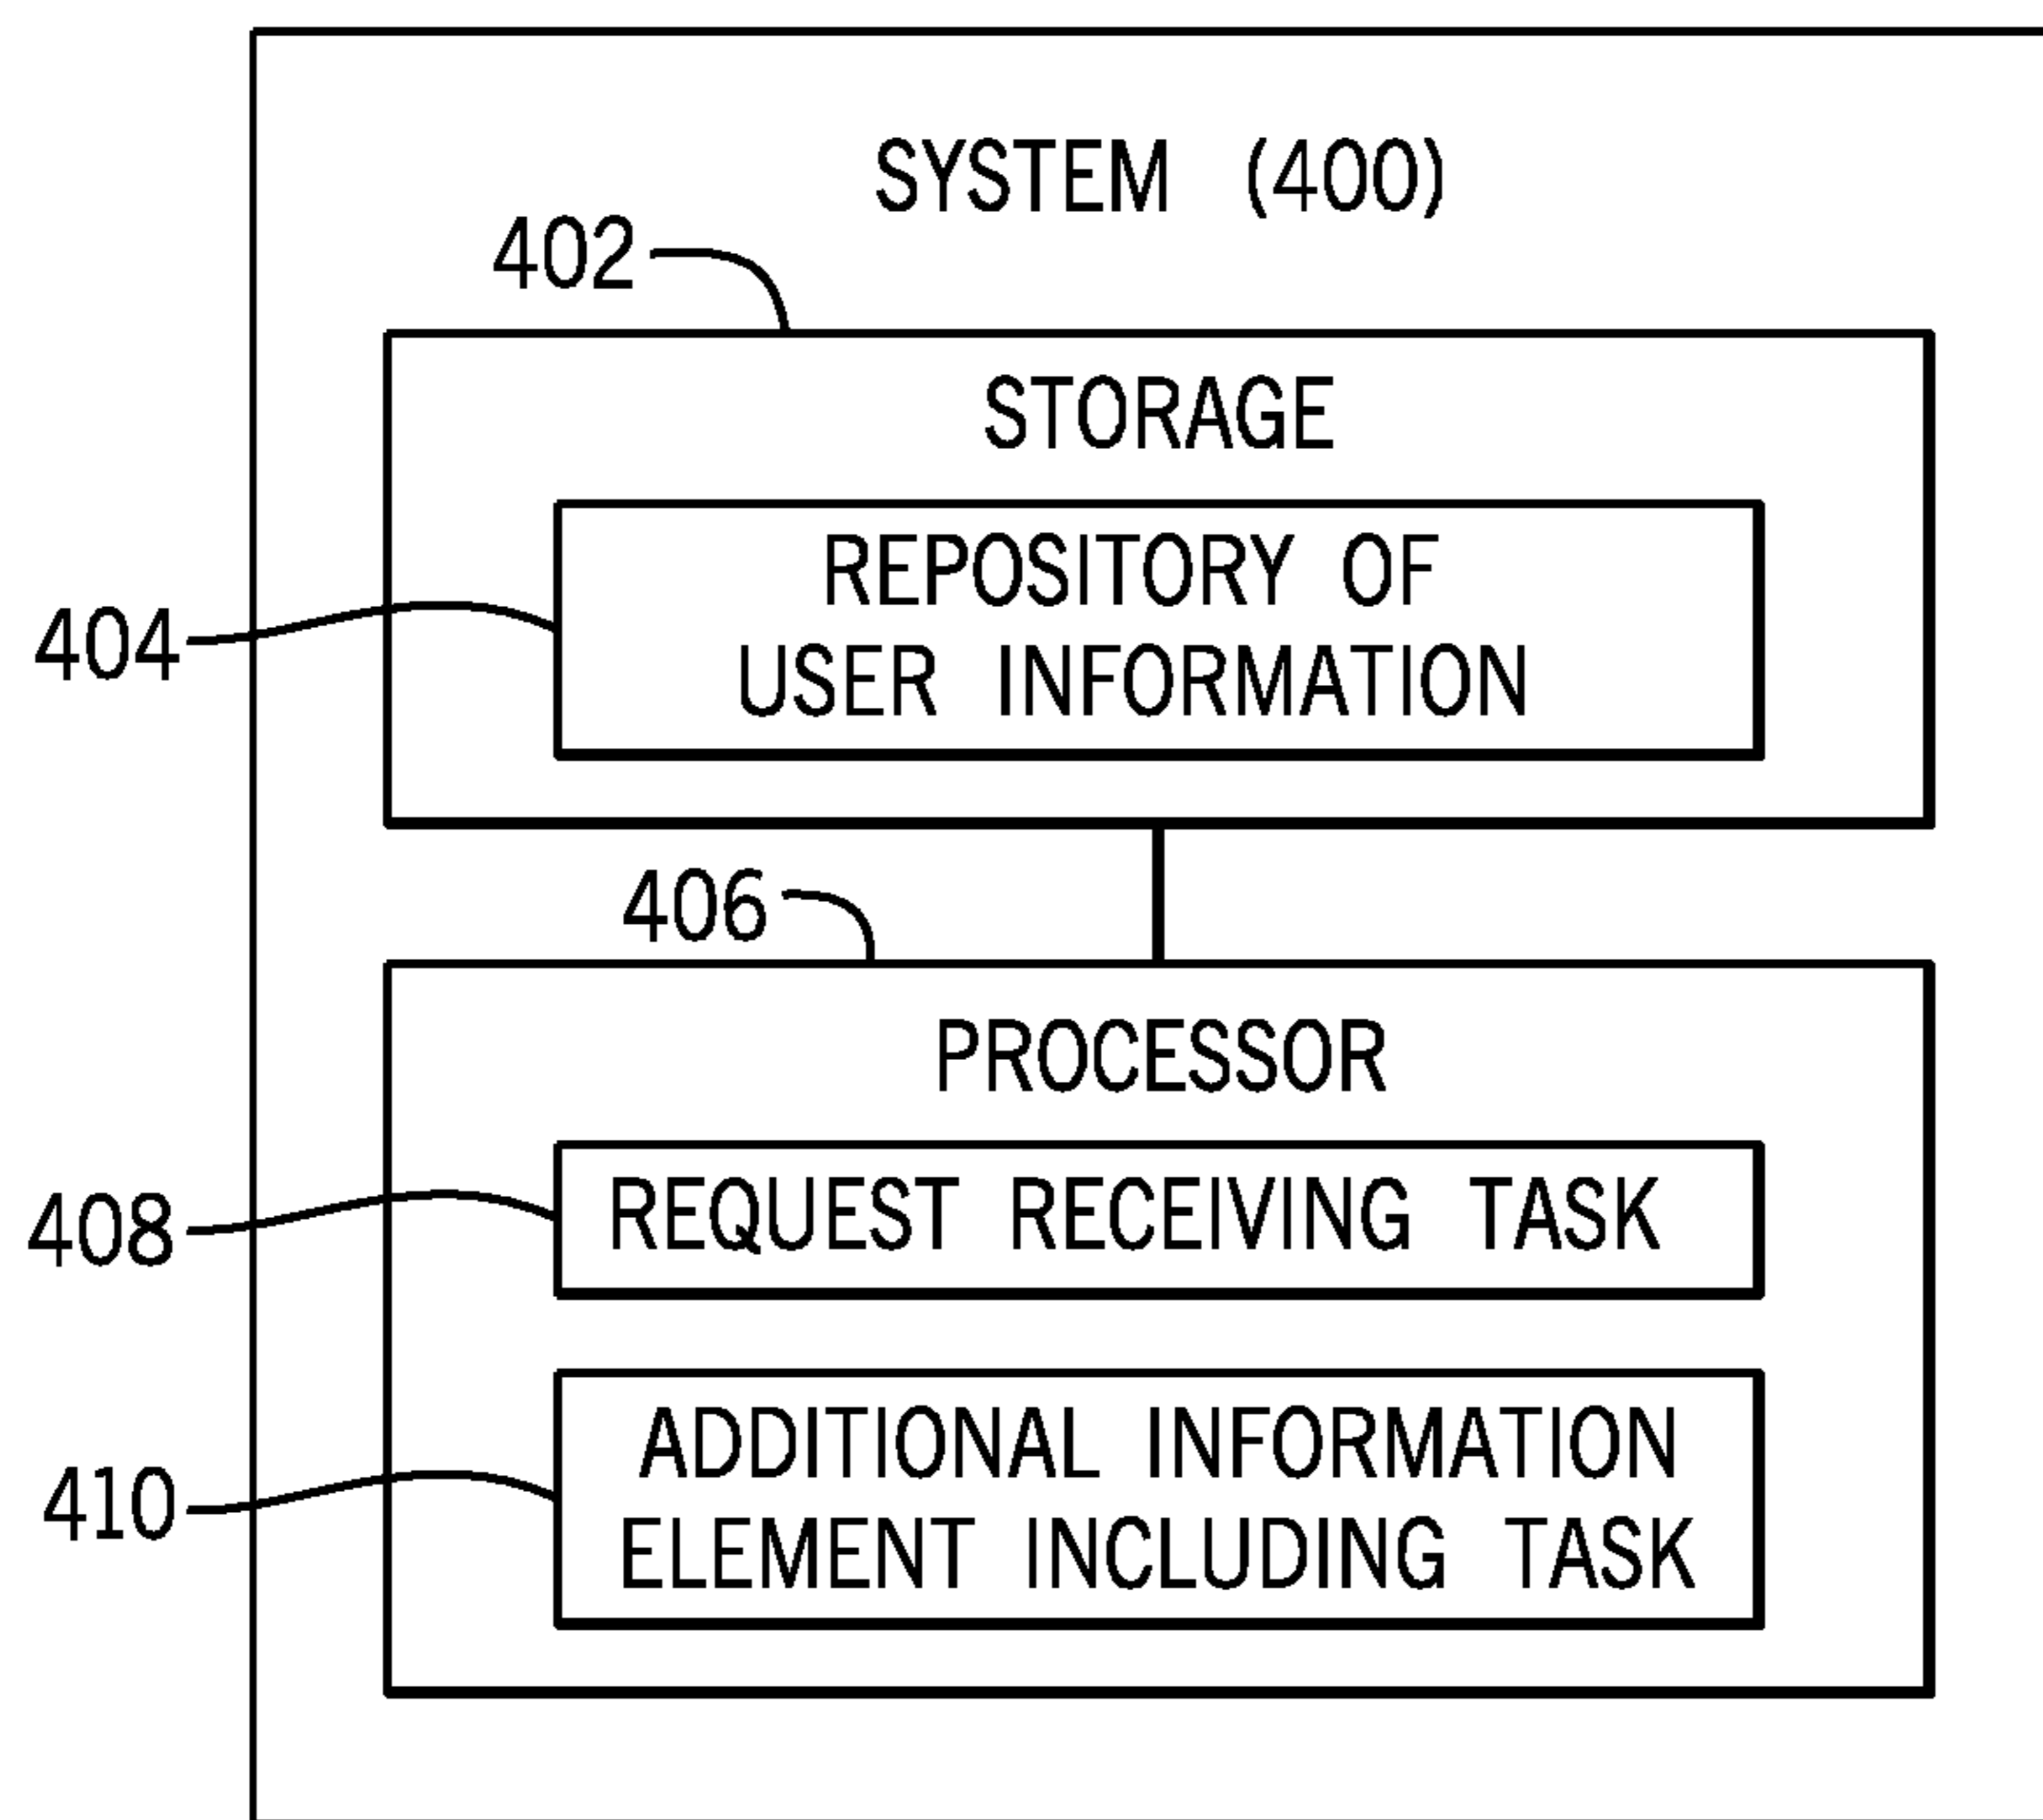 SYSTEM (400)
402
STORAGE
REPOSITORY OF
USER INFORMATION
404
406
PROCESSOR
408
REQUEST RECEIVING TASK
ADDITIONAL INFORMATION
ELEMENT INCLUDING TASK
410